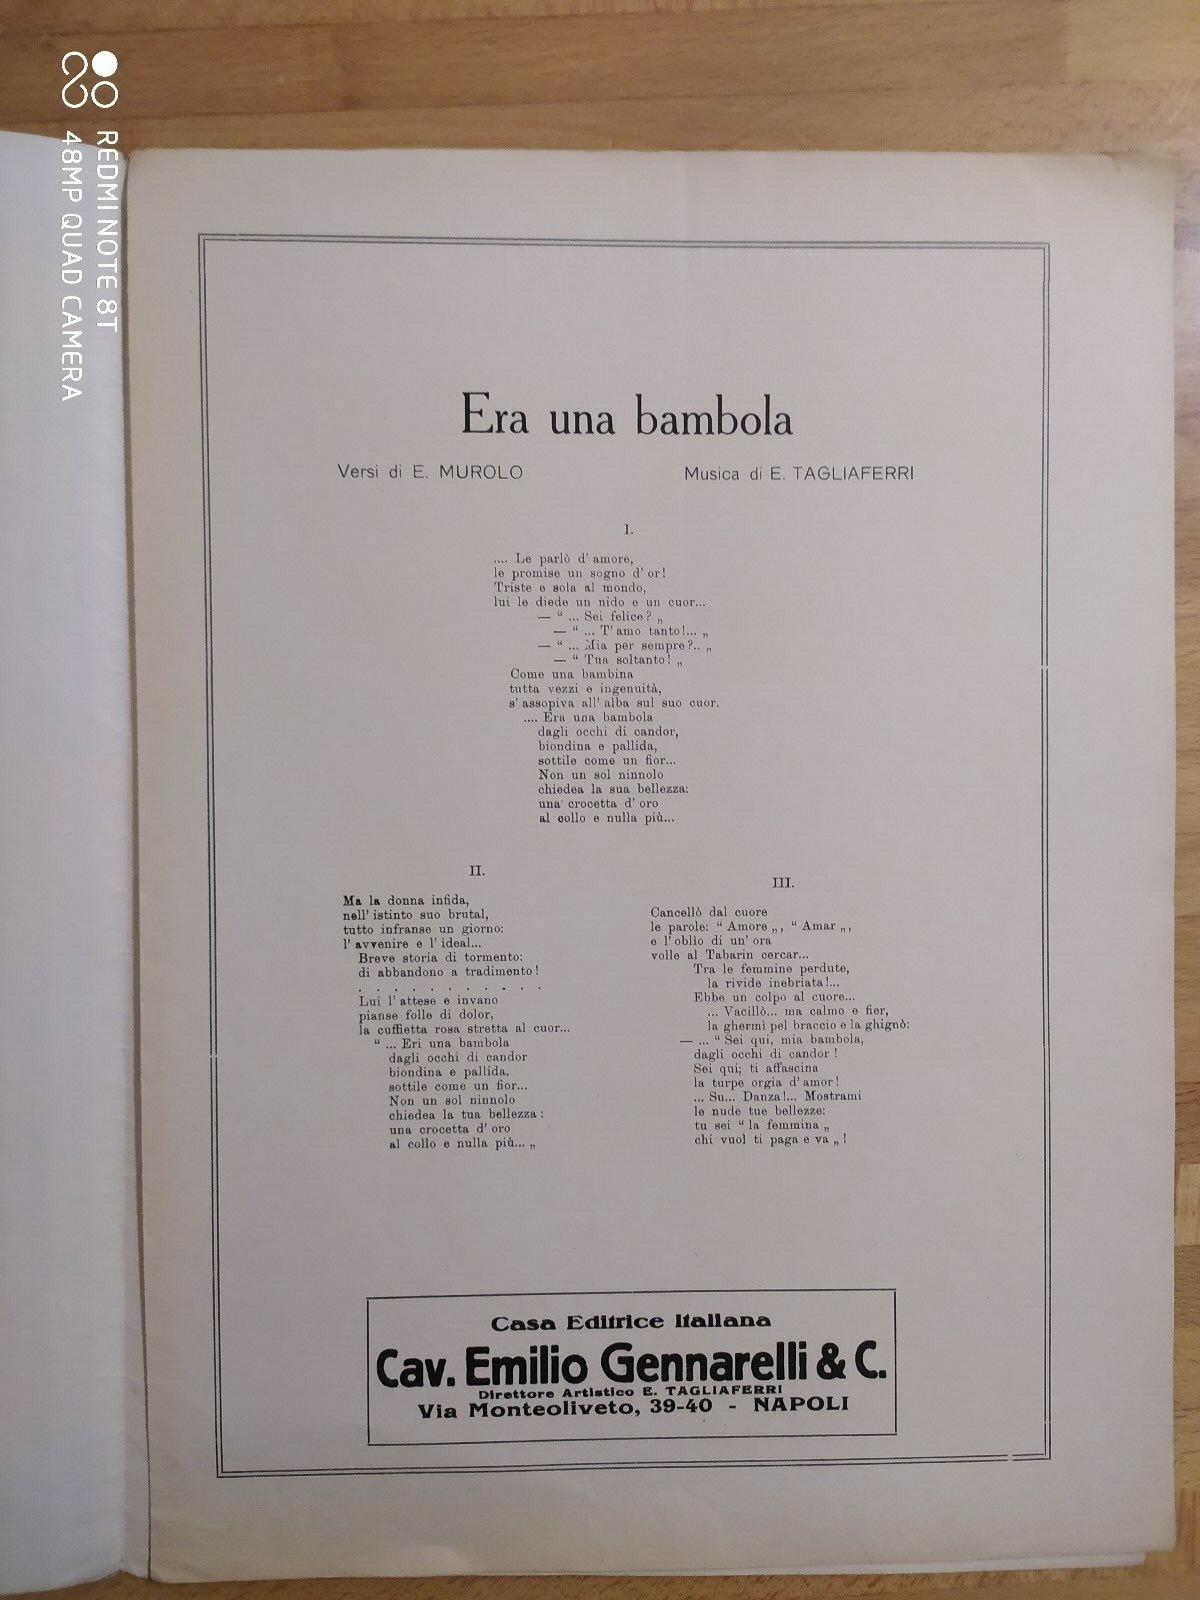 REDMI NOTE 8T
48MP QUAD CAMERA
Era una bambola
Versi di E. MUROLO
Musica di E. TAGLIAFERRI
I.
.... Le parlò d' amore,
le promise un sogno d' or!
Triste e sola al mondo,
lui le diede un nido e un cuor...
— “ ... Sei felice? „
— “ ... T' amo tanto!... „
— “ ... Mia per sempre?.. „
— “ Tua soltanto! „
Come una bambina
tutta vezzi e ingenuità,
s' assopiva all' alba sul suo cuor.
.... Era una bambola
dagli occhi di candor,
biondina e pallida,
sottile come un fior...
Non un sol ninnolo
chiedea la sua bellezza:
una crocetta d' oro
al collo e nulla più...
II.
Ma la donna infida,
nell' istinto suo brutal,
tutto infranse un giorno:
l' avvenire e l' ideal...
Breve storia di tormento:
di abbandono a tradimento!
. . . . . . . . . . .
Lui l' attese e invano
pianse folle di dolor,
la cuffietta rosa stretta al cuor...
“ ... Eri una bambola
dagli occhi di candor
biondina e pallida,
sottile come un fior...
Non un sol ninnolo
chiedea la tua bellezza:
una crocetta d' oro
al collo e nulla più... „
III.
Cancellò dal cuore
le parole: “ Amore „, “ Amar „,
e l' oblio di un' ora
volle al Tabarin cercar...
Tra le femmine perdute,
la rivide inebriata!...
Ebbe un colpo al cuore...
... Vacillò... ma calmo e fier,
la ghermì pel braccio e la ghignò:
— ... “ Sei qui, mia bambola,
dagli occhi di candor!
Sei qui; ti affascina
la turpe orgia d' amor!
... Su... Danza!... Mostrami
le nude tue bellezze:
tu sei “ la femmina „
chi vuol ti paga e va „!
Casa Editrice Italiana
Cav. Emilio Gennarelli & C.
Direttore Artistico E. TAGLIAFERRI
Via Monteoliveto, 39-40 - NAPOLI